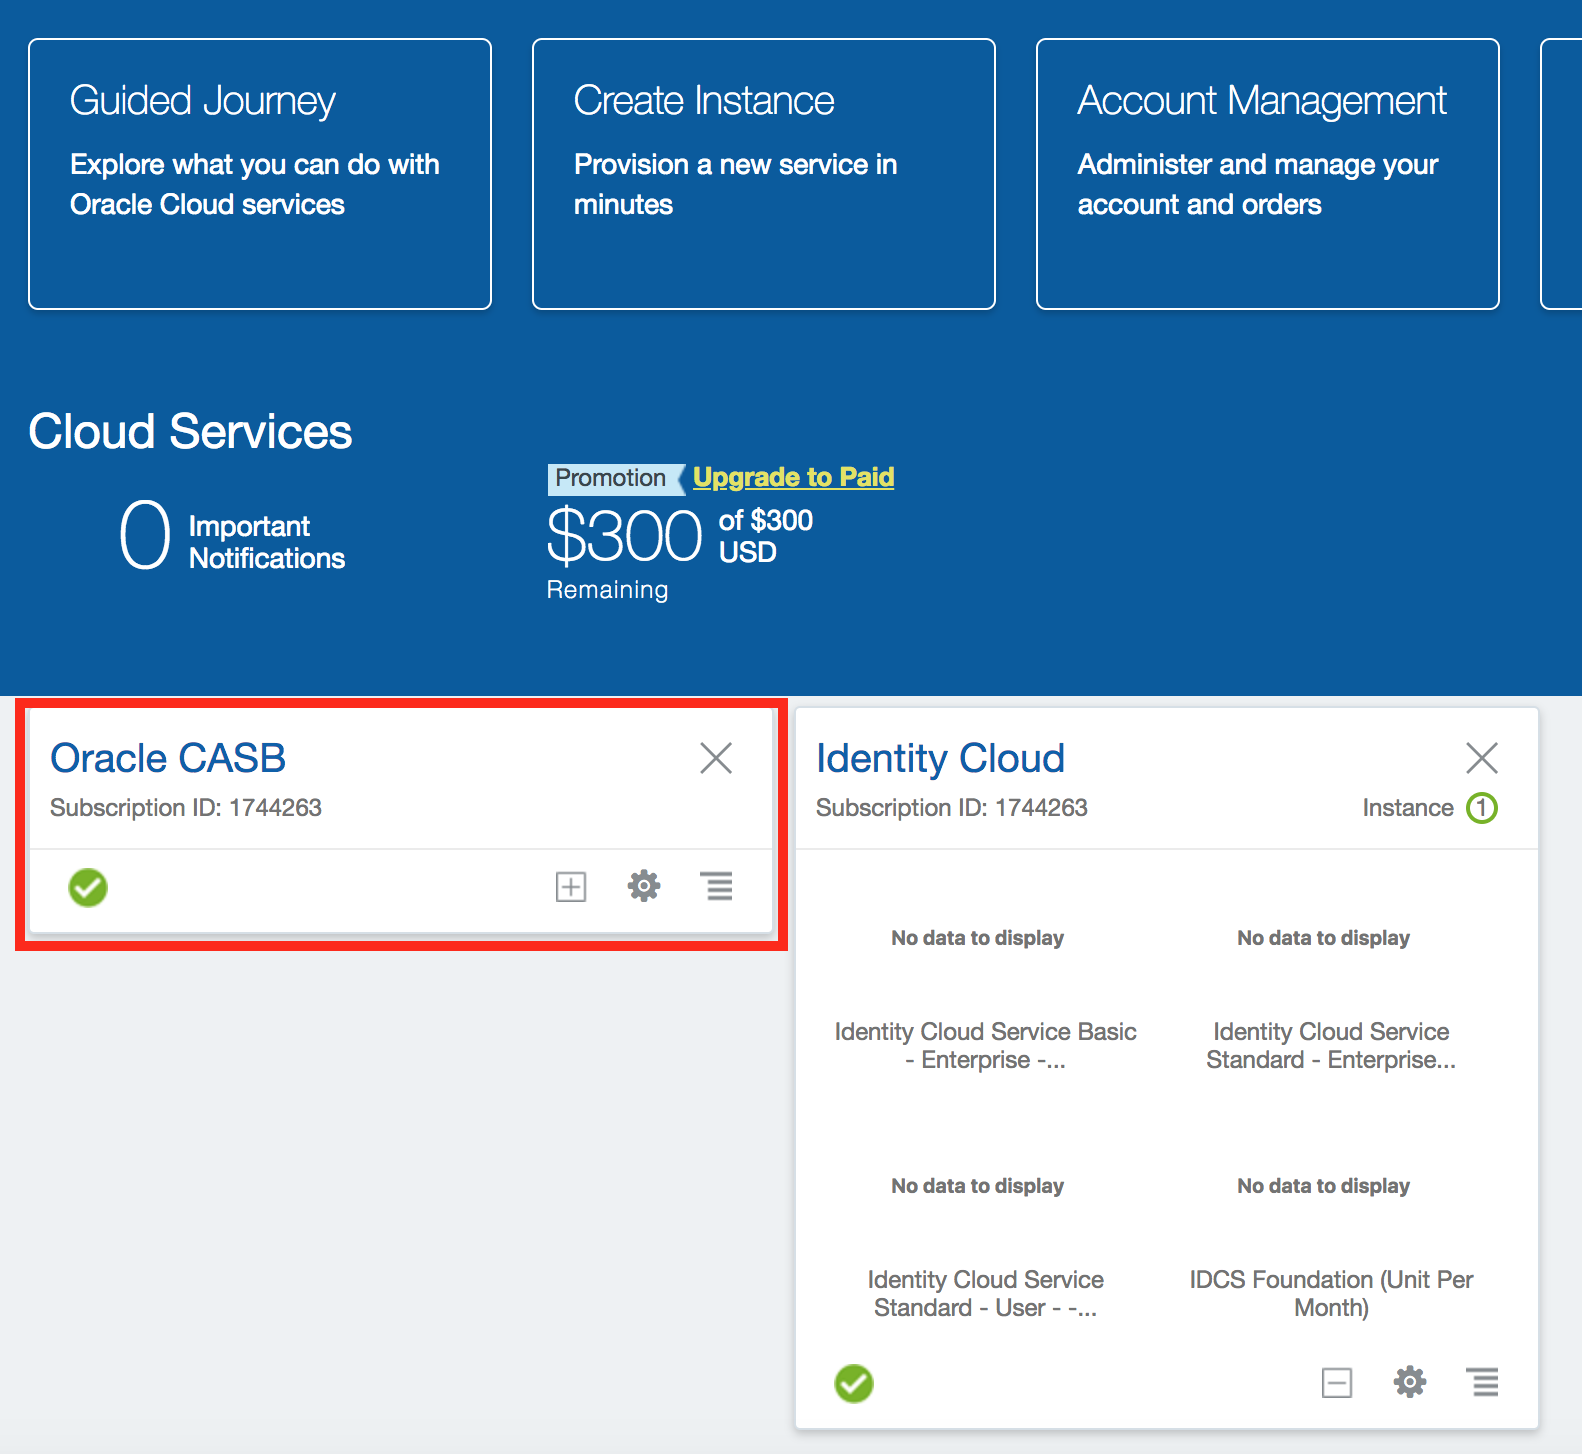 Guided Journey
Explore what you can do with
Oracle Cloud services
Create Instance
Provision a new service in
minutes
Account Management
Administer and manage your
account and orders
Cloud Services
0 Important
Notifications
Promotion Upgrade to Paid
$300 of $300
USD
Remaining
Oracle CASB
Subscription ID: 1744263
Identity Cloud
Subscription ID: 1744263
Instance 1
No data to display
No data to display
Identity Cloud Service Basic
- Enterprise -...
Identity Cloud Service
Standard - Enterprise...
No data to display
No data to display
Identity Cloud Service
Standard - User - -...
IDCS Foundation (Unit Per
Month)